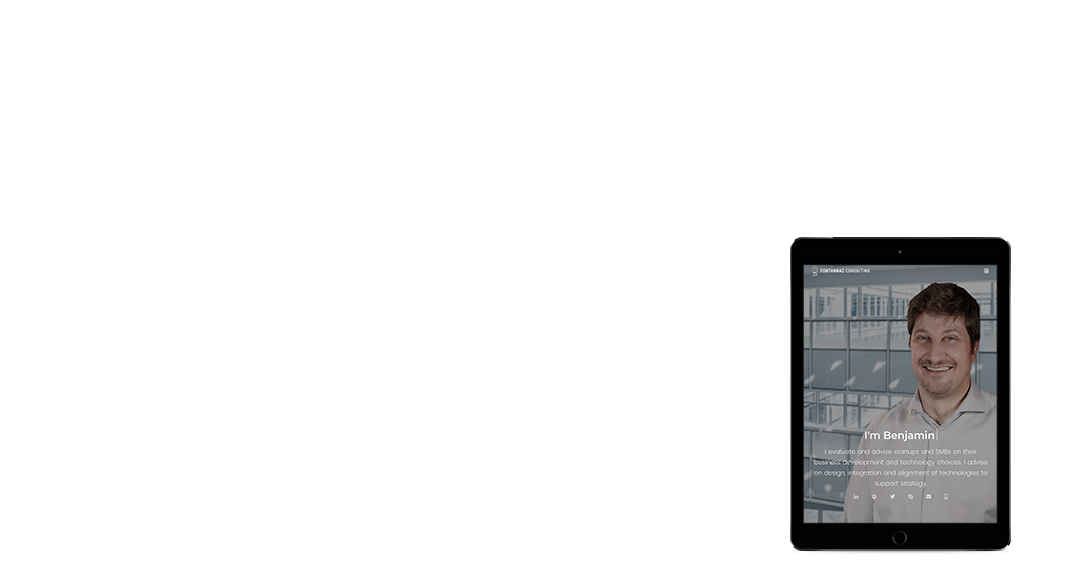 FONTANNAZ CONSULTING
I'm Benjamin
I evaluate and advise startups and SMBs on their
business development and technology choices. I advise
on design, integration and alignment of technologies to
support strategy.